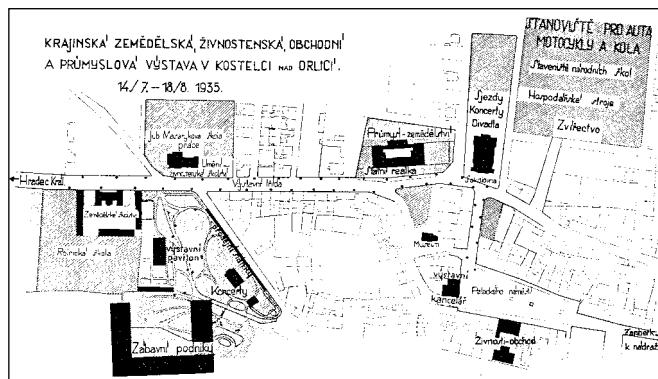 KRAJINSKÁ ZEMĚDĚLSKÁ, ŽIVNOSTENSKÁ, OBCHODNÍ
A PRŮMYSLOVÁ VÝSTAVA V KOSTELCI NAD ORLICÍ.
14/7.-18/8. 1935.
STANOVIŠTĚ PRO AUTA
MOTOCYKLY A KOLA
Staveniště národních škol
Hospodářské stroje
Zvířectvo
Sjezdy
Koncerty
Divadla
Sokolovna
Průmysl-zemědělství
Státní reálka
Jub. Masarykova škola
práce
Umění
Hradec Král.
Výstavní třída
Zemědělské
Rolnická škola
Výstavní
pavilon
Koncerty
Zábavní podniky
Museum
Výstavní
kancelář
Palackého náměstí
Živnosti-obchod
k nádraží